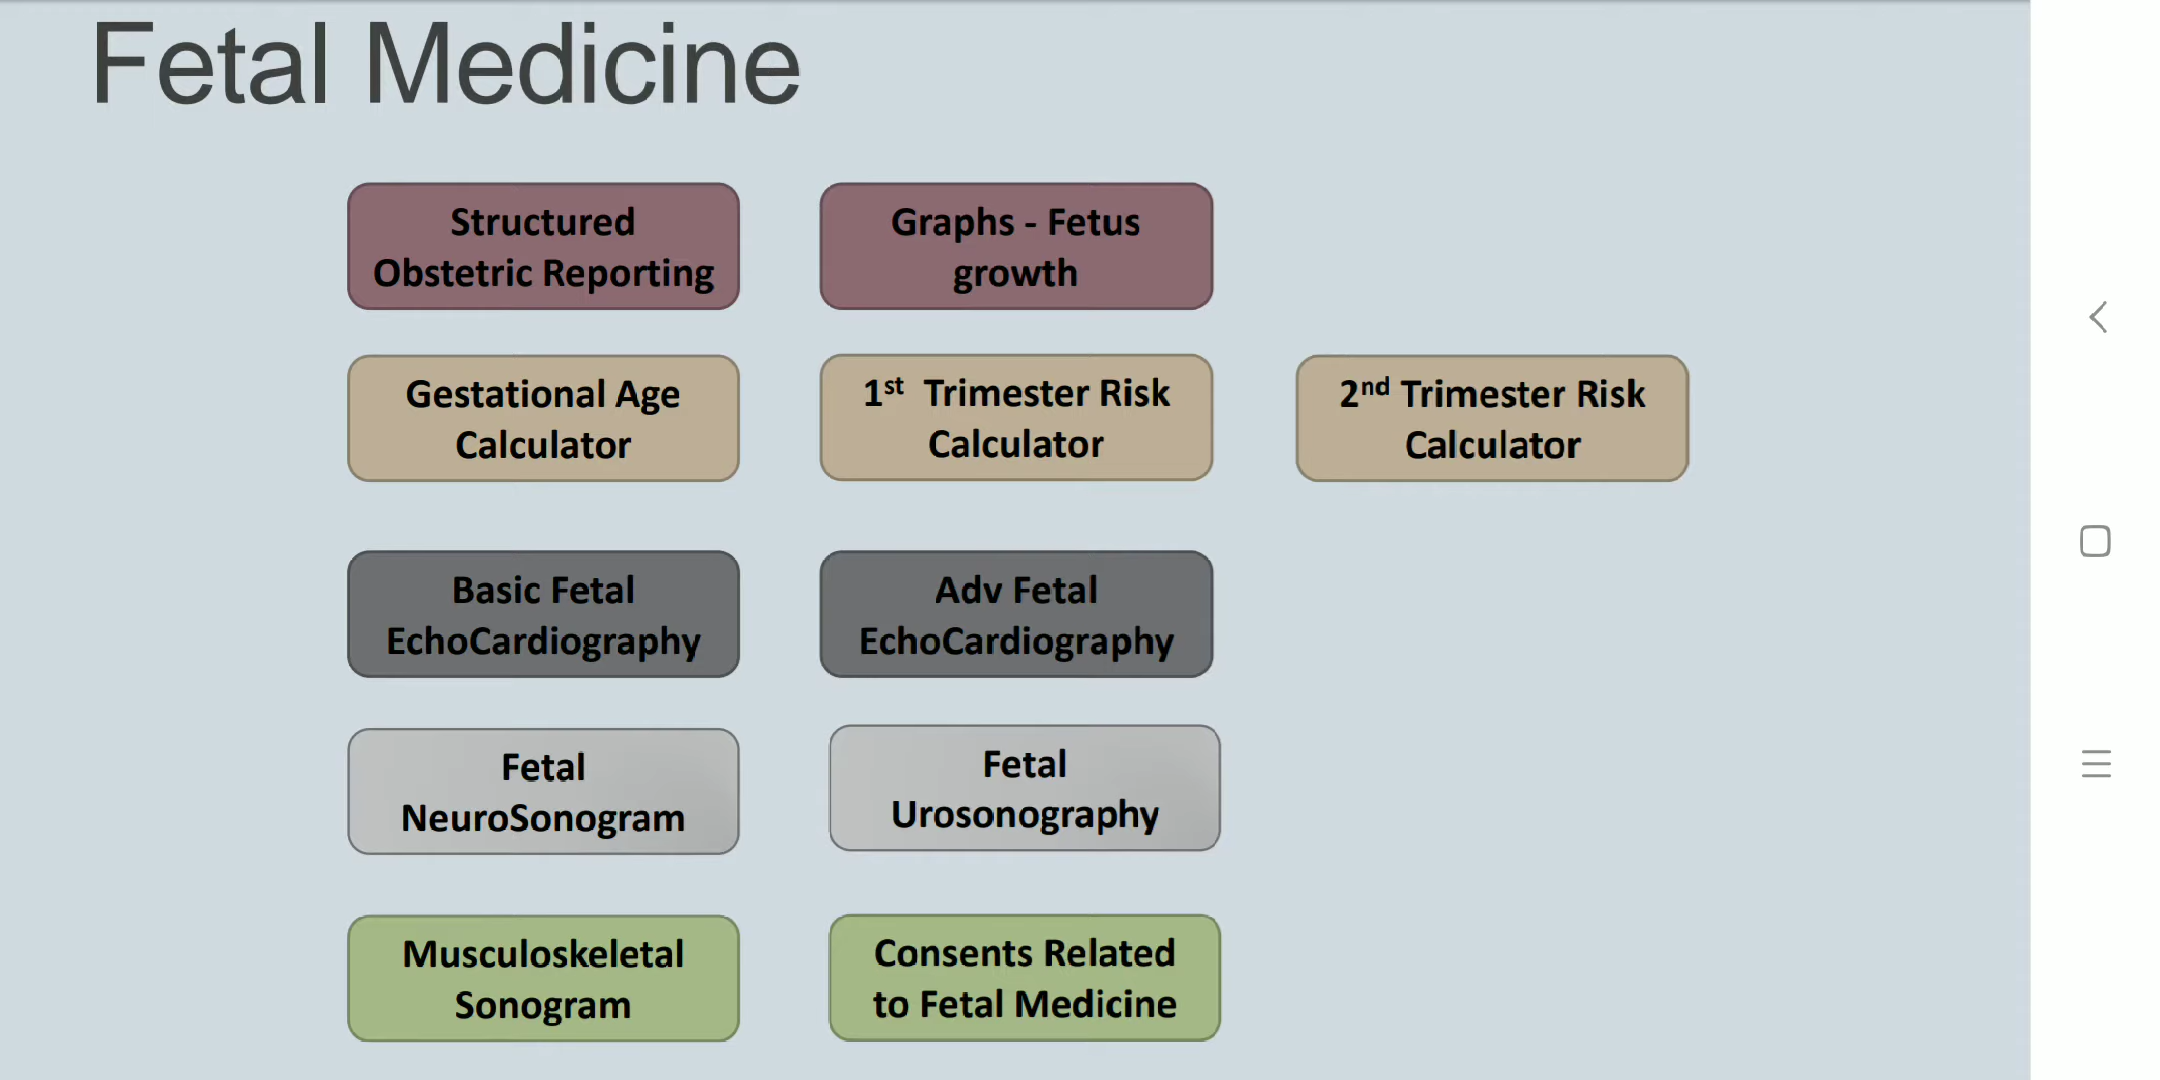 Fetal Medicine
Structured
Obstetric Reporting
Graphs - Fetus
growth
Gestational Age
Calculator
1st Trimester Risk
Calculator
2nd Trimester Risk
Calculator
Basic Fetal
EchoCardiography
Adv Fetal
EchoCardiography
Fetal
NeuroSonogram
Fetal
Urosonography
Musculoskeletal
Sonogram
Consents Related
to Fetal Medicine